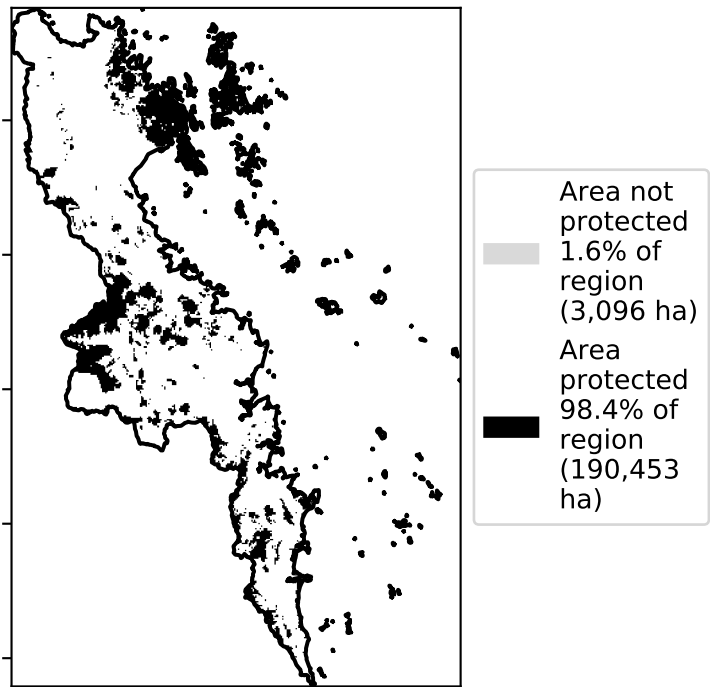 Area not
protected
1.6% of
region
(3,096 ha)
Area
protected
98.4% of
region
(190,453
ha)